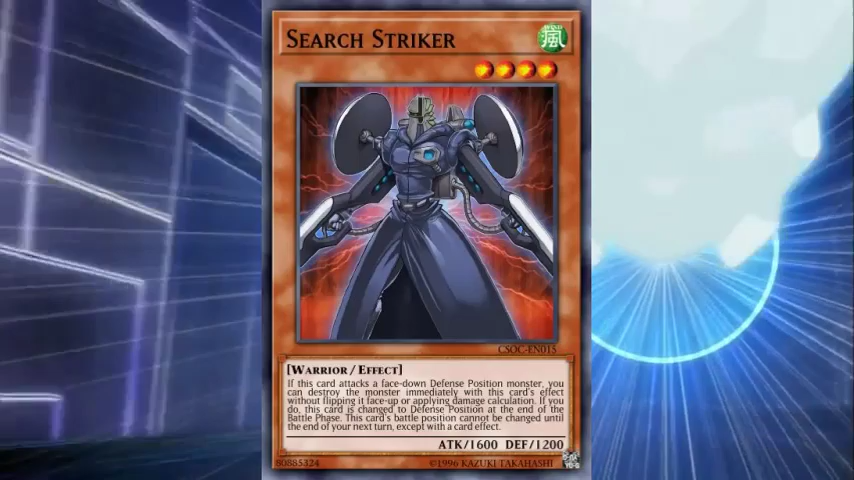 Search Striker
WIND
風
CSOC-EN015
[Warrior / Effect]
If this card attacks a face-down Defense Position monster, you
can destroy the monster immediately with this card's effect
without flipping it face-up or applying damage calculation. If you
do, this card is changed to Defense Position at the end of the
Battle Phase. This card's battle position cannot be changed until
the end of your next turn, except with a card effect.
ATK/1600 DEF/1200
80885324
©1996 KAZUKI TAKAHASHI